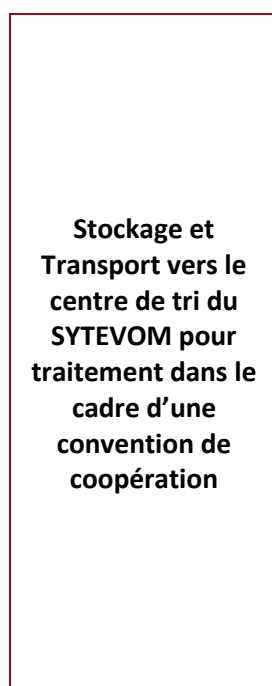 Stockage et
Transport vers le
centre de tri du
SYTEVOM pour
traitement dans le
cadre d’une
convention de
coopération